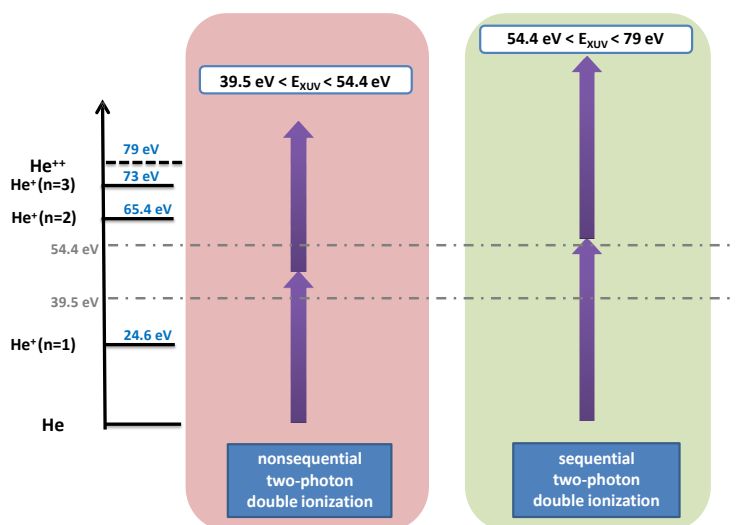 39.5 eV < E_XUV < 54.4 eV
54.4 eV < E_XUV < 79 eV
He⁺⁺
79 eV
He⁺(n=3)
73 eV
He⁺(n=2)
65.4 eV
54.4 eV
39.5 eV
He⁺(n=1)
24.6 eV
He
nonsequential
two-photon
double ionization
sequential
two-photon
double ionization